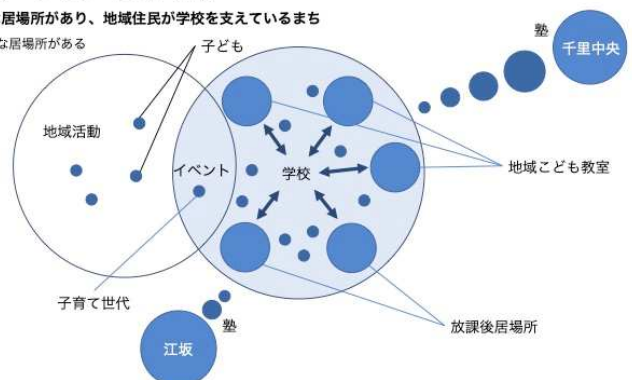 居場所があり、地域住民が学校を支えているまち
な居場所がある
子ども
塾
千里中央
地域活動
イベント
学校
地域こども教室
子育て世代
塾
放課後居場所
江坂